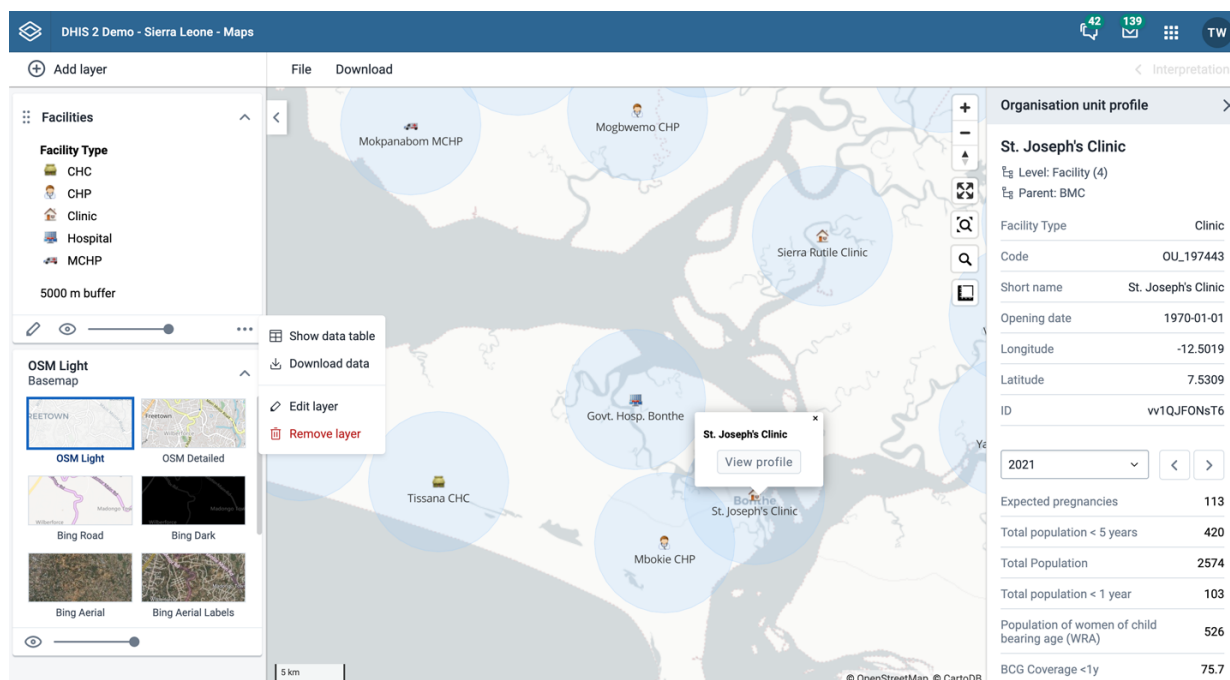 DHIS 2 Demo - Sierra Leone - Maps
42
139
TW
Add layer
File
Download
Interpretation
Facilities
Facility Type
CHC
CHP
Clinic
Hospital
MCHP
5000 m buffer
OSM Light
Basemap
REETOWN
Freetown
OSM Light
OSM Detailed
Wilberforce
Bing Road
Bing Dark
Bing Aerial
Bing Aerial Labels
Show data table
Download data
Edit layer
Remove layer
Mokpanabom MCHP
Mogbwemo CHP
Sierra Rutile Clinic
Govt. Hosp. Bonthe
St. Joseph's Clinic
View profile
Bonthe
St. Joseph's Clinic
Tissana CHC
Mbokie CHP
Ya
5 km
© OpenStreetMap, © CartoDB
Organisation unit profile
St. Joseph's Clinic
Level: Facility (4)
Parent: BMC
Facility Type Clinic
Code OU_197443
Short name St. Joseph's Clinic
Opening date 1970-01-01
Longitude -12.5019
Latitude 7.5309
ID vv1QJFONsT6
2021
Expected pregnancies 113
Total population < 5 years 420
Total Population 2574
Total population < 1 year 103
Population of women of child
bearing age (WRA) 526
BCG Coverage <1y 75.7